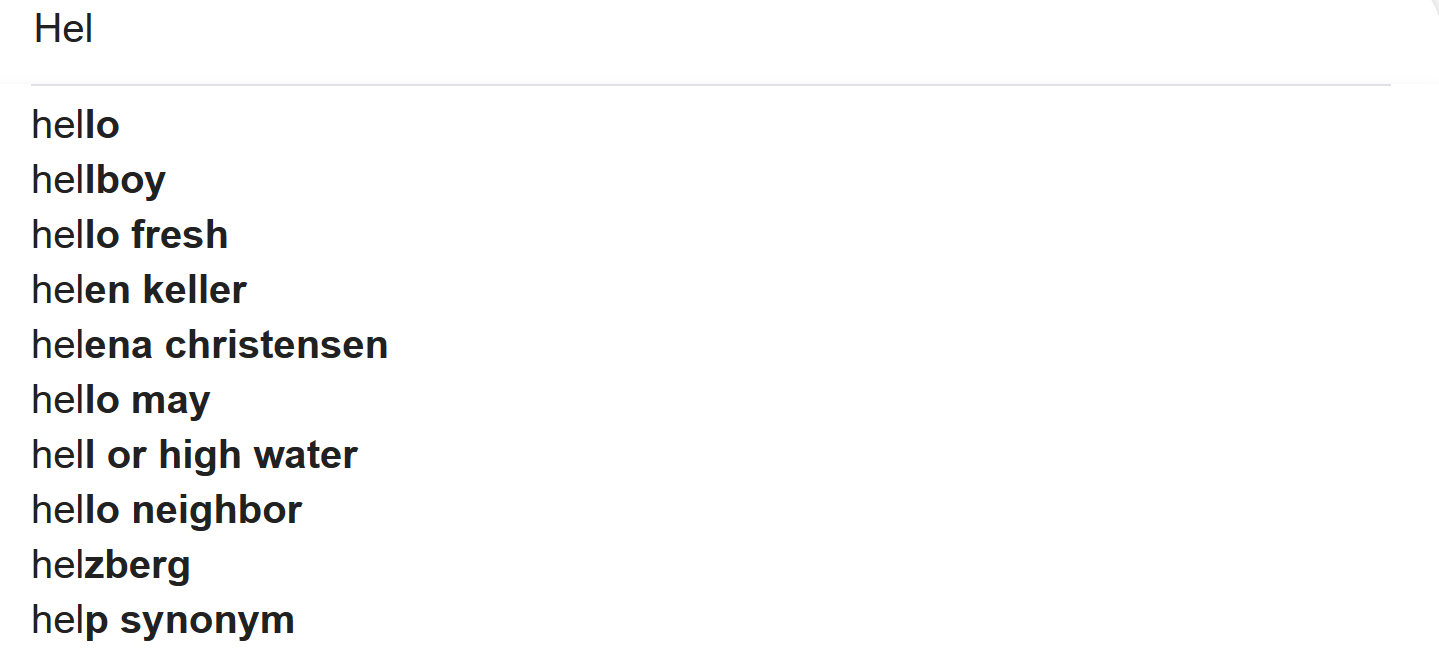 Hel
hello
hellboy
hello fresh
helen keller
helena christensen
hello may
hell or high water
hello neighbor
helzberg
help synonym